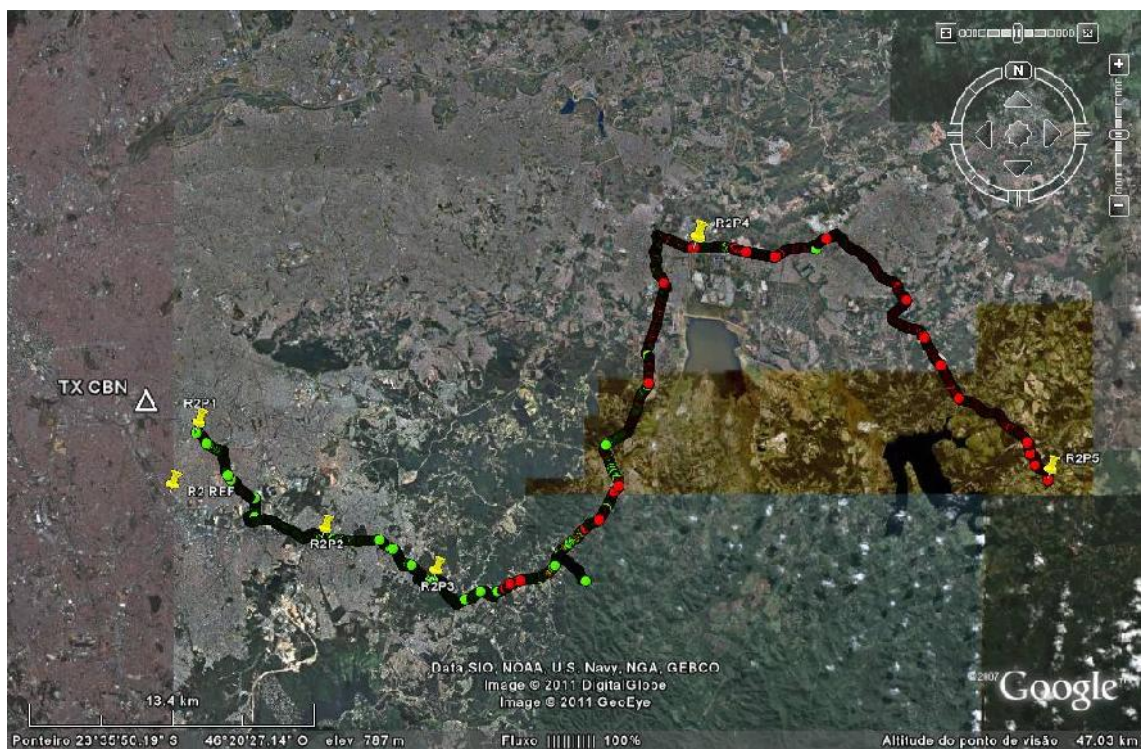 N
R2P4
TX CBN
R2P1
R2P5
R2 REF
R2P2
R2P3
Data SIO, NOAA, U.S. Navy, NGA, GEBCO
Image © 2011 DigitalGlobe
Image © 2011 GeoEye
©2007 Google
13.4 km
Ponteiro 23°35'50.19" S 46°20'27.14" O elev 787 m Fluxo 100% Altitude do ponto de visão 47.03 km